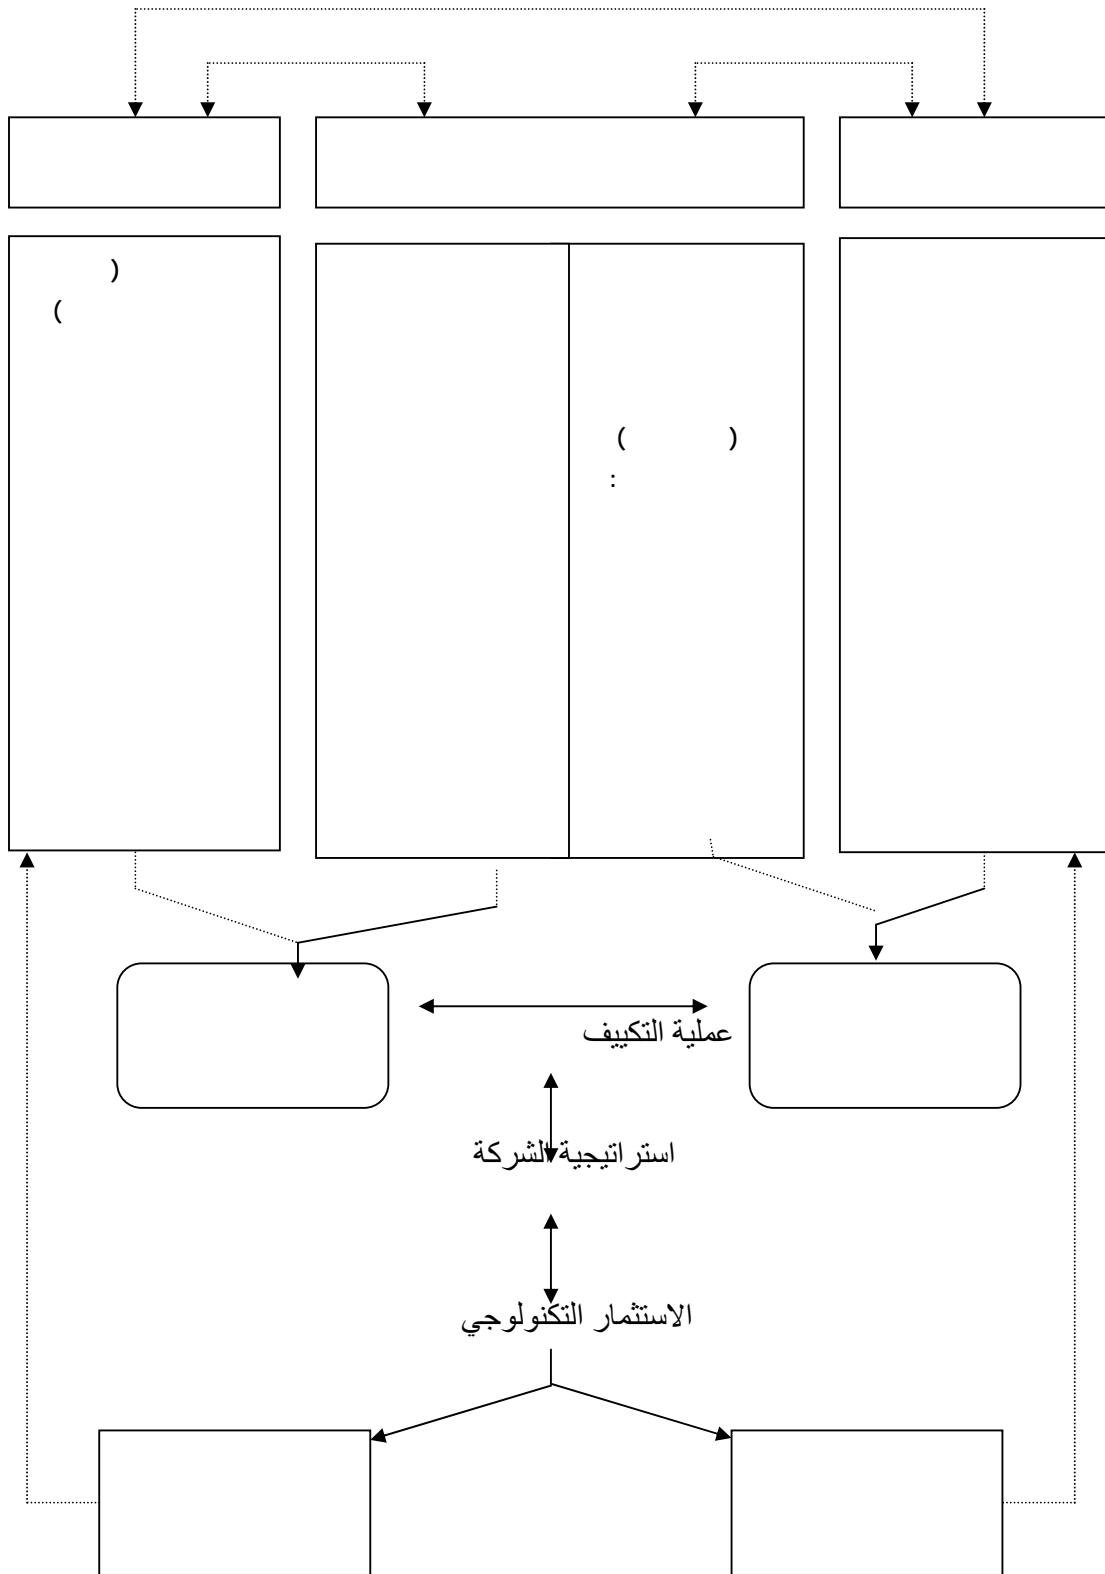 )
(
( )
:
عملية التكييف
استراتيجية الشركة
الاستثمار التكنولوجي